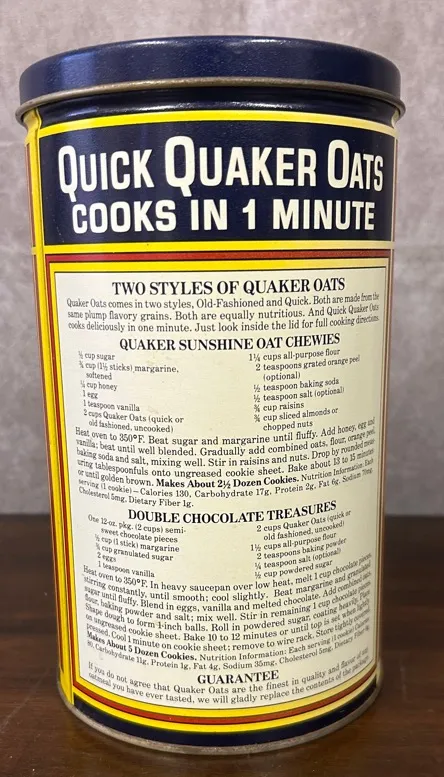 QUICK QUAKER OATS
COOKS IN 1 MINUTE
TWO STYLES OF QUAKER OATS
Quaker Oats comes in two styles, Old-Fashioned and Quick. Both are made from the
same plump flavory grains. Both are equally nutritious. And Quick Quaker Oats
cooks deliciously in one minute. Just look inside the lid for full cooking directions
QUAKER SUNSHINE OAT CHEWIES
cup sugar
¾ cup (1½ sticks) margarine,
softened
cup honey
1 egg
1 teaspoon vanilla
2 cups Quaker Oats (quick or
old fashioned, uncooked)
1¼ cups all-purpose flour
2 teaspoons grated orange peel
(optional)
½ teaspoon baking soda
½ teaspoon salt (optional)
¾ cup raisins
¾ cup sliced almonds or
chopped nuts
Heat oven to 350°F. Beat sugar and margarine until fluffy. Add honey, egg and
vanilla; beat until well blended. Gradually add combined oats, flour, orange peel,
baking soda and salt, mixing well. Stir in raisins and nuts. Drop by rounded meas-
uring tablespoonfuls onto ungreased cookie sheet. Bake about 13 to 15 minutes
or until golden brown. Makes About 2½ Dozen Cookies. Nutrition Information: Each
serving (1 cookie) – Calories 130, Carbohydrate 17g, Protein 2g, Fat 6g, Sodium 70mg,
Cholesterol 5mg, Dietary Fiber 1g.
DOUBLE CHOCOLATE TREASURES
One 12-oz. pkg. (2 cups) semi-
sweet chocolate pieces
½ cup (1 stick) margarine
¾ cup granulated sugar
2 eggs
1 teaspoon vanilla
2 cups Quaker Oats (quick or
old fashioned, uncooked)
1½ cups all-purpose flour
2 teaspoons baking powder
¼ teaspoon salt (optional)
½ cup powdered sugar
Heat oven to 350°F. In heavy saucepan over low heat, melt 1 cup chocolate pieces,
stirring constantly, until smooth; cool slightly. Beat margarine and granulated
sugar until fluffy. Blend in eggs, vanilla and melted chocolate. Add combined oats,
flour, baking powder and salt; mix well. Stir in remaining 1 cup chocolate pieces.
Shape dough to form 1-inch balls. Roll in powdered sugar, coating heavily. Place
on ungreased cookie sheet. Bake 10 to 12 minutes or until top is set when lightly
pressed. Cool 1 minute on cookie sheet; remove to wire rack. Store tightly covered.
Makes About 5 Dozen Cookies. Nutrition Information: Each serving (1 cookie) Calories
Carbohydrate 11g, Protein 1g, Fat 4g, Sodium 35mg, Cholesterol 5mg, Dietary Fiber
GUARANTEE
If you do not agree that Quaker Oats are the finest in quality and flavor of any
oatmeal you have ever tasted, we will gladly replace the contents of the package.